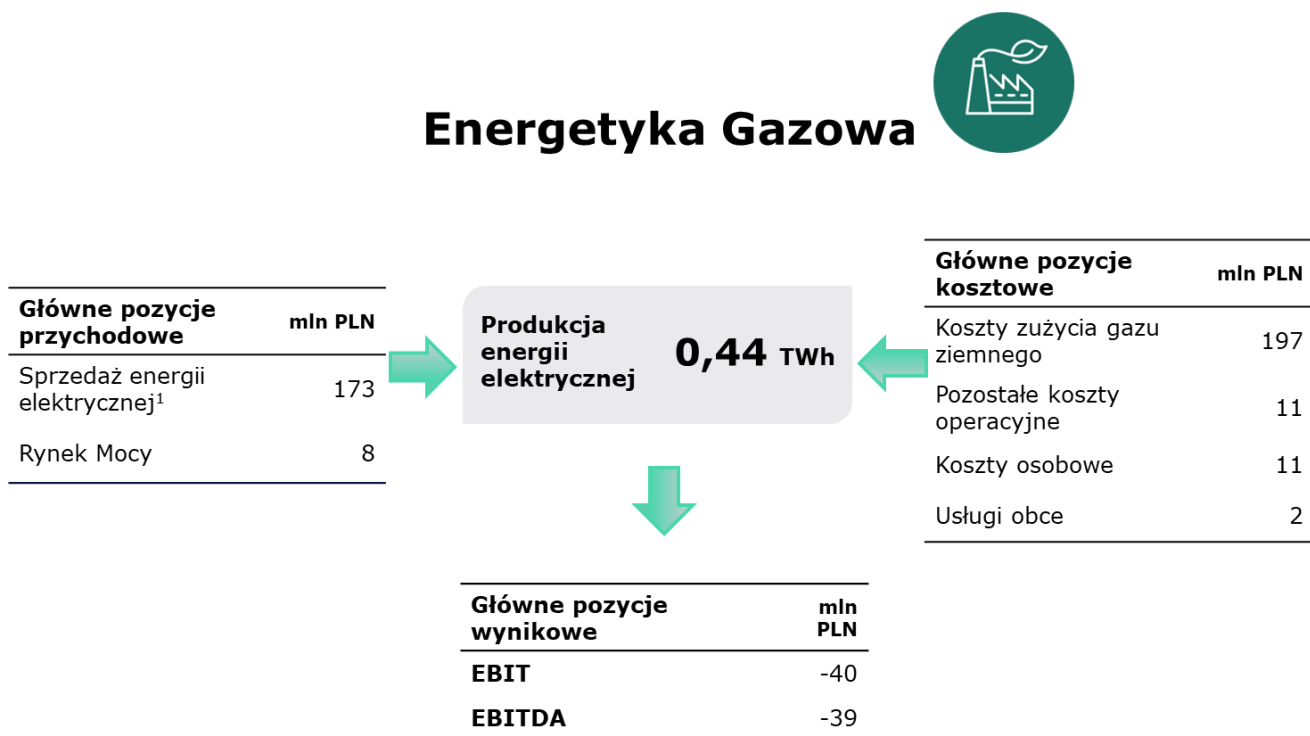 Energetyka Gazowa
Główne pozycje
przychodowe
mln PLN
Sprzedaż energii
elektrycznej¹
173
Rynek Mocy
8
Produkcja
energii
elektrycznej
0,44 TWh
Główne pozycje
kosztowe
mln PLN
Koszty zużycia gazu
ziemnego
197
Pozostałe koszty
operacyjne
11
Koszty osobowe
11
Usługi obce
2
Główne pozycje
wynikowe
mln
PLN
EBIT
-40
EBITDA
-39